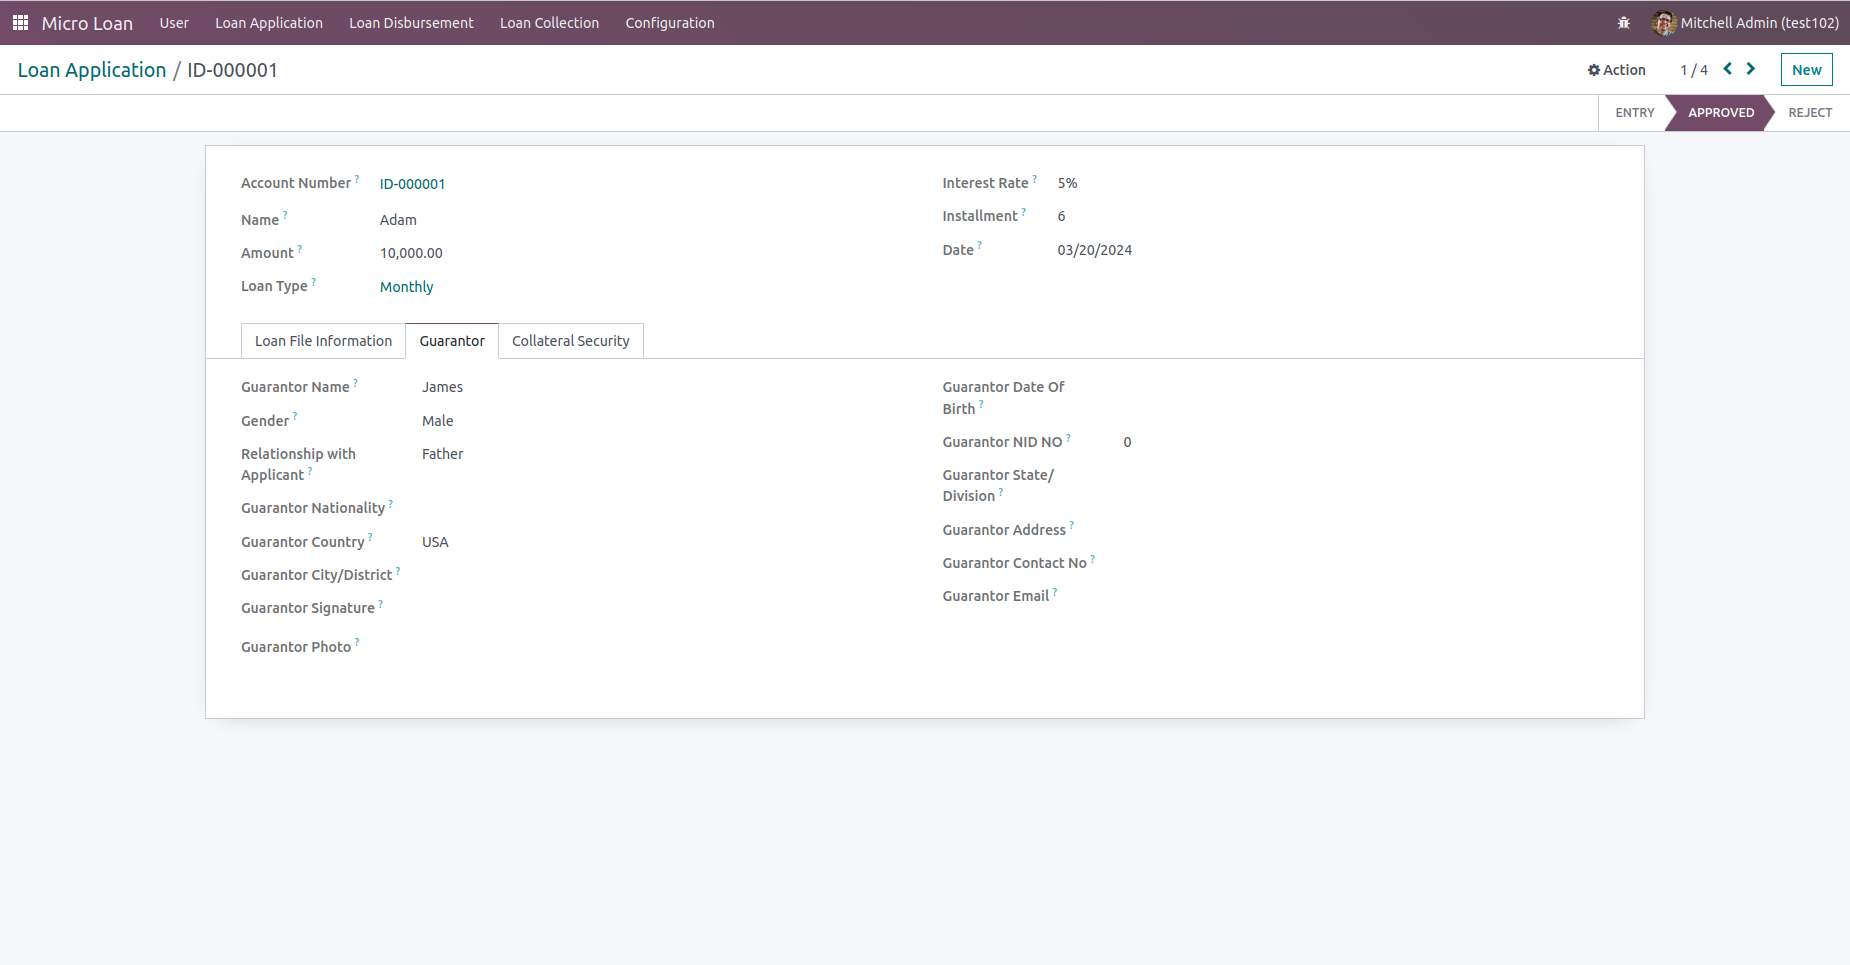 Micro Loan User Loan Application Loan Disbursement Loan Collection Configuration Mitchell Admin (test102)
Loan Application / ID-000001 Action 1 / 4 New
ENTRY APPROVED REJECT
Account Number ? ID-000001 Interest Rate ? 5%
Name ? Adam Installment ? 6
Amount ? 10,000.00 Date ? 03/20/2024
Loan Type ? Monthly
Loan File Information Guarantor Collateral Security
Guarantor Name ? James
Gender ? Male
Relationship with Father
Applicant ?
Guarantor Nationality ?
Guarantor Country ? USA
Guarantor City/District ?
Guarantor Signature ?
Guarantor Photo ?
Guarantor Date Of
Birth ?
Guarantor NID NO ? 0
Guarantor State/
Division ?
Guarantor Address ?
Guarantor Contact No ?
Guarantor Email ?